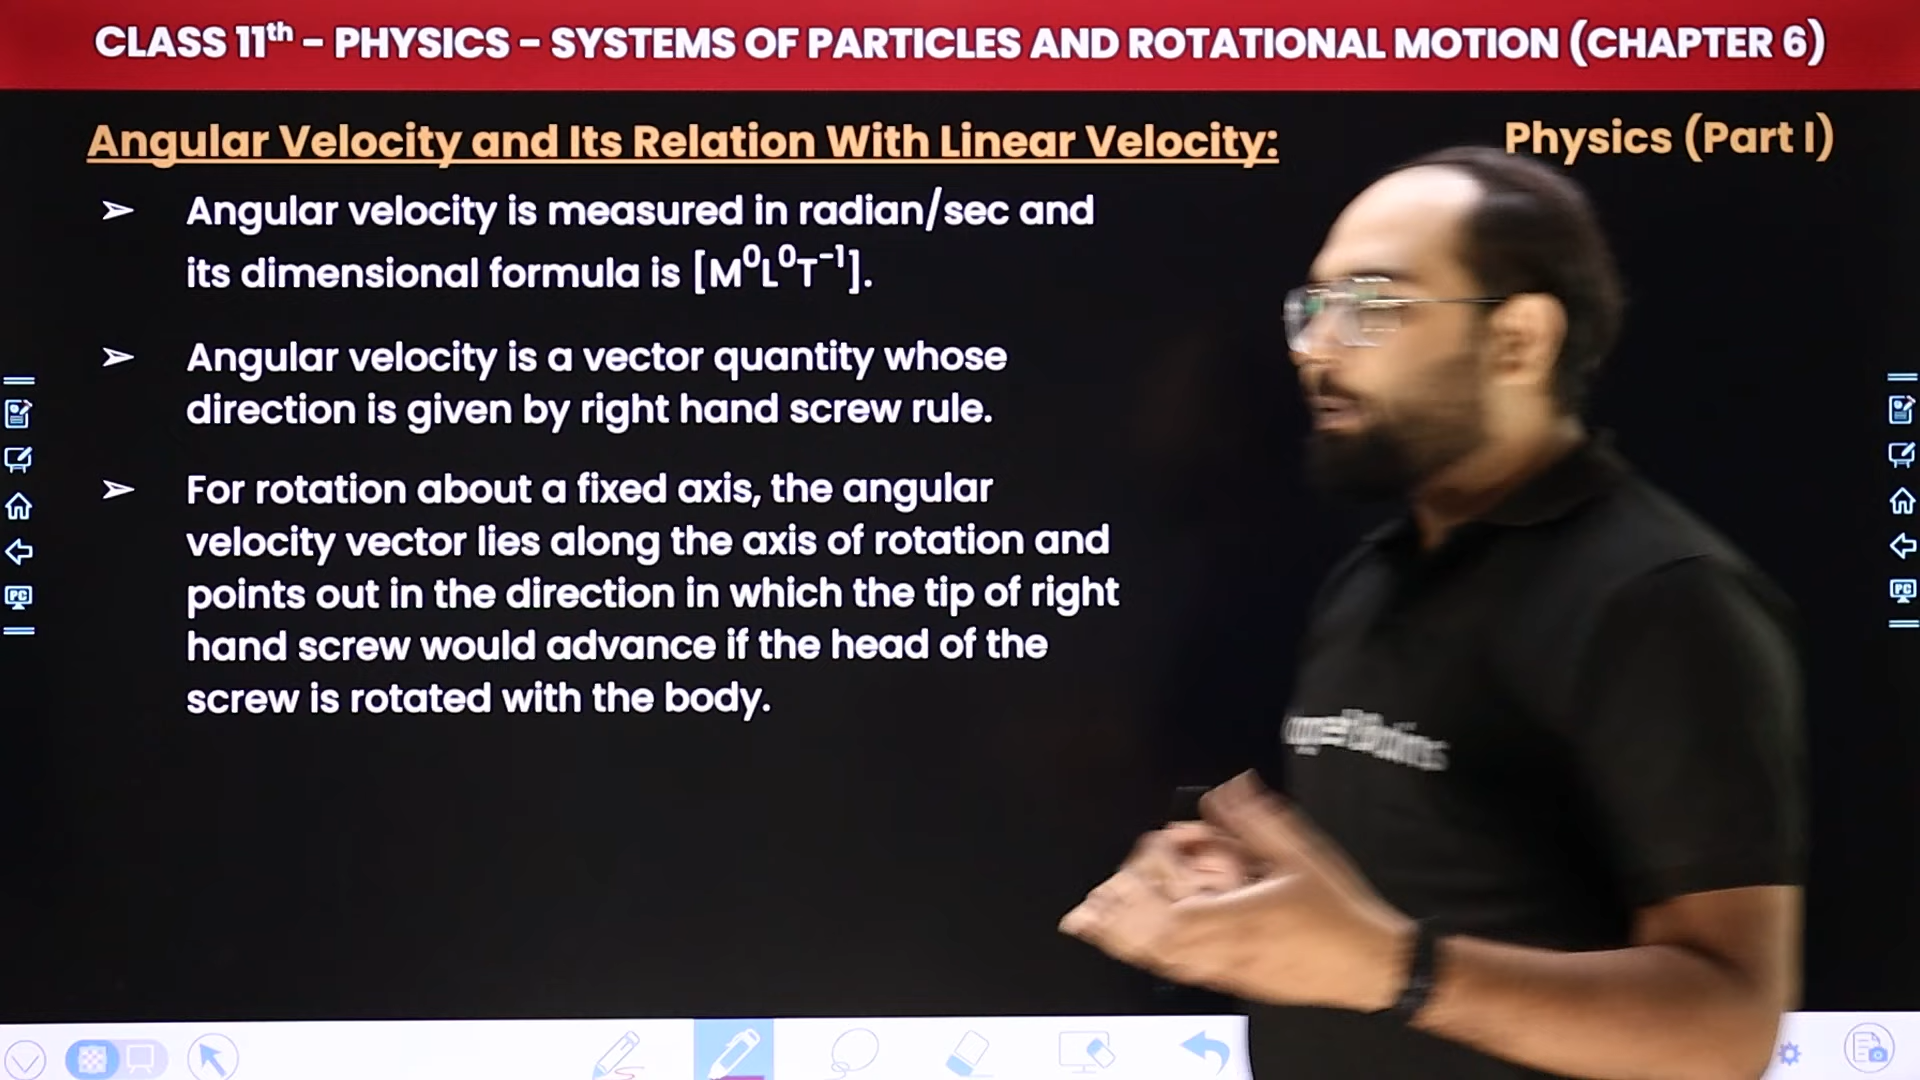 CLASS 11th - PHYSICS - SYSTEMS OF PARTICLES AND ROTATIONAL MOTION (CHAPTER 6)
Angular Velocity and Its Relation With Linear Velocity:
Physics (Part I)
➢ Angular velocity is measured in radian/sec and
its dimensional formula is [M⁰L⁰T⁻¹].
➢ Angular velocity is a vector quantity whose
direction is given by right hand screw rule.
➢ For rotation about a fixed axis, the angular
velocity vector lies along the axis of rotation and
points out in the direction in which the tip of right
hand screw would advance if the head of the
screw is rotated with the body.
PC
PC